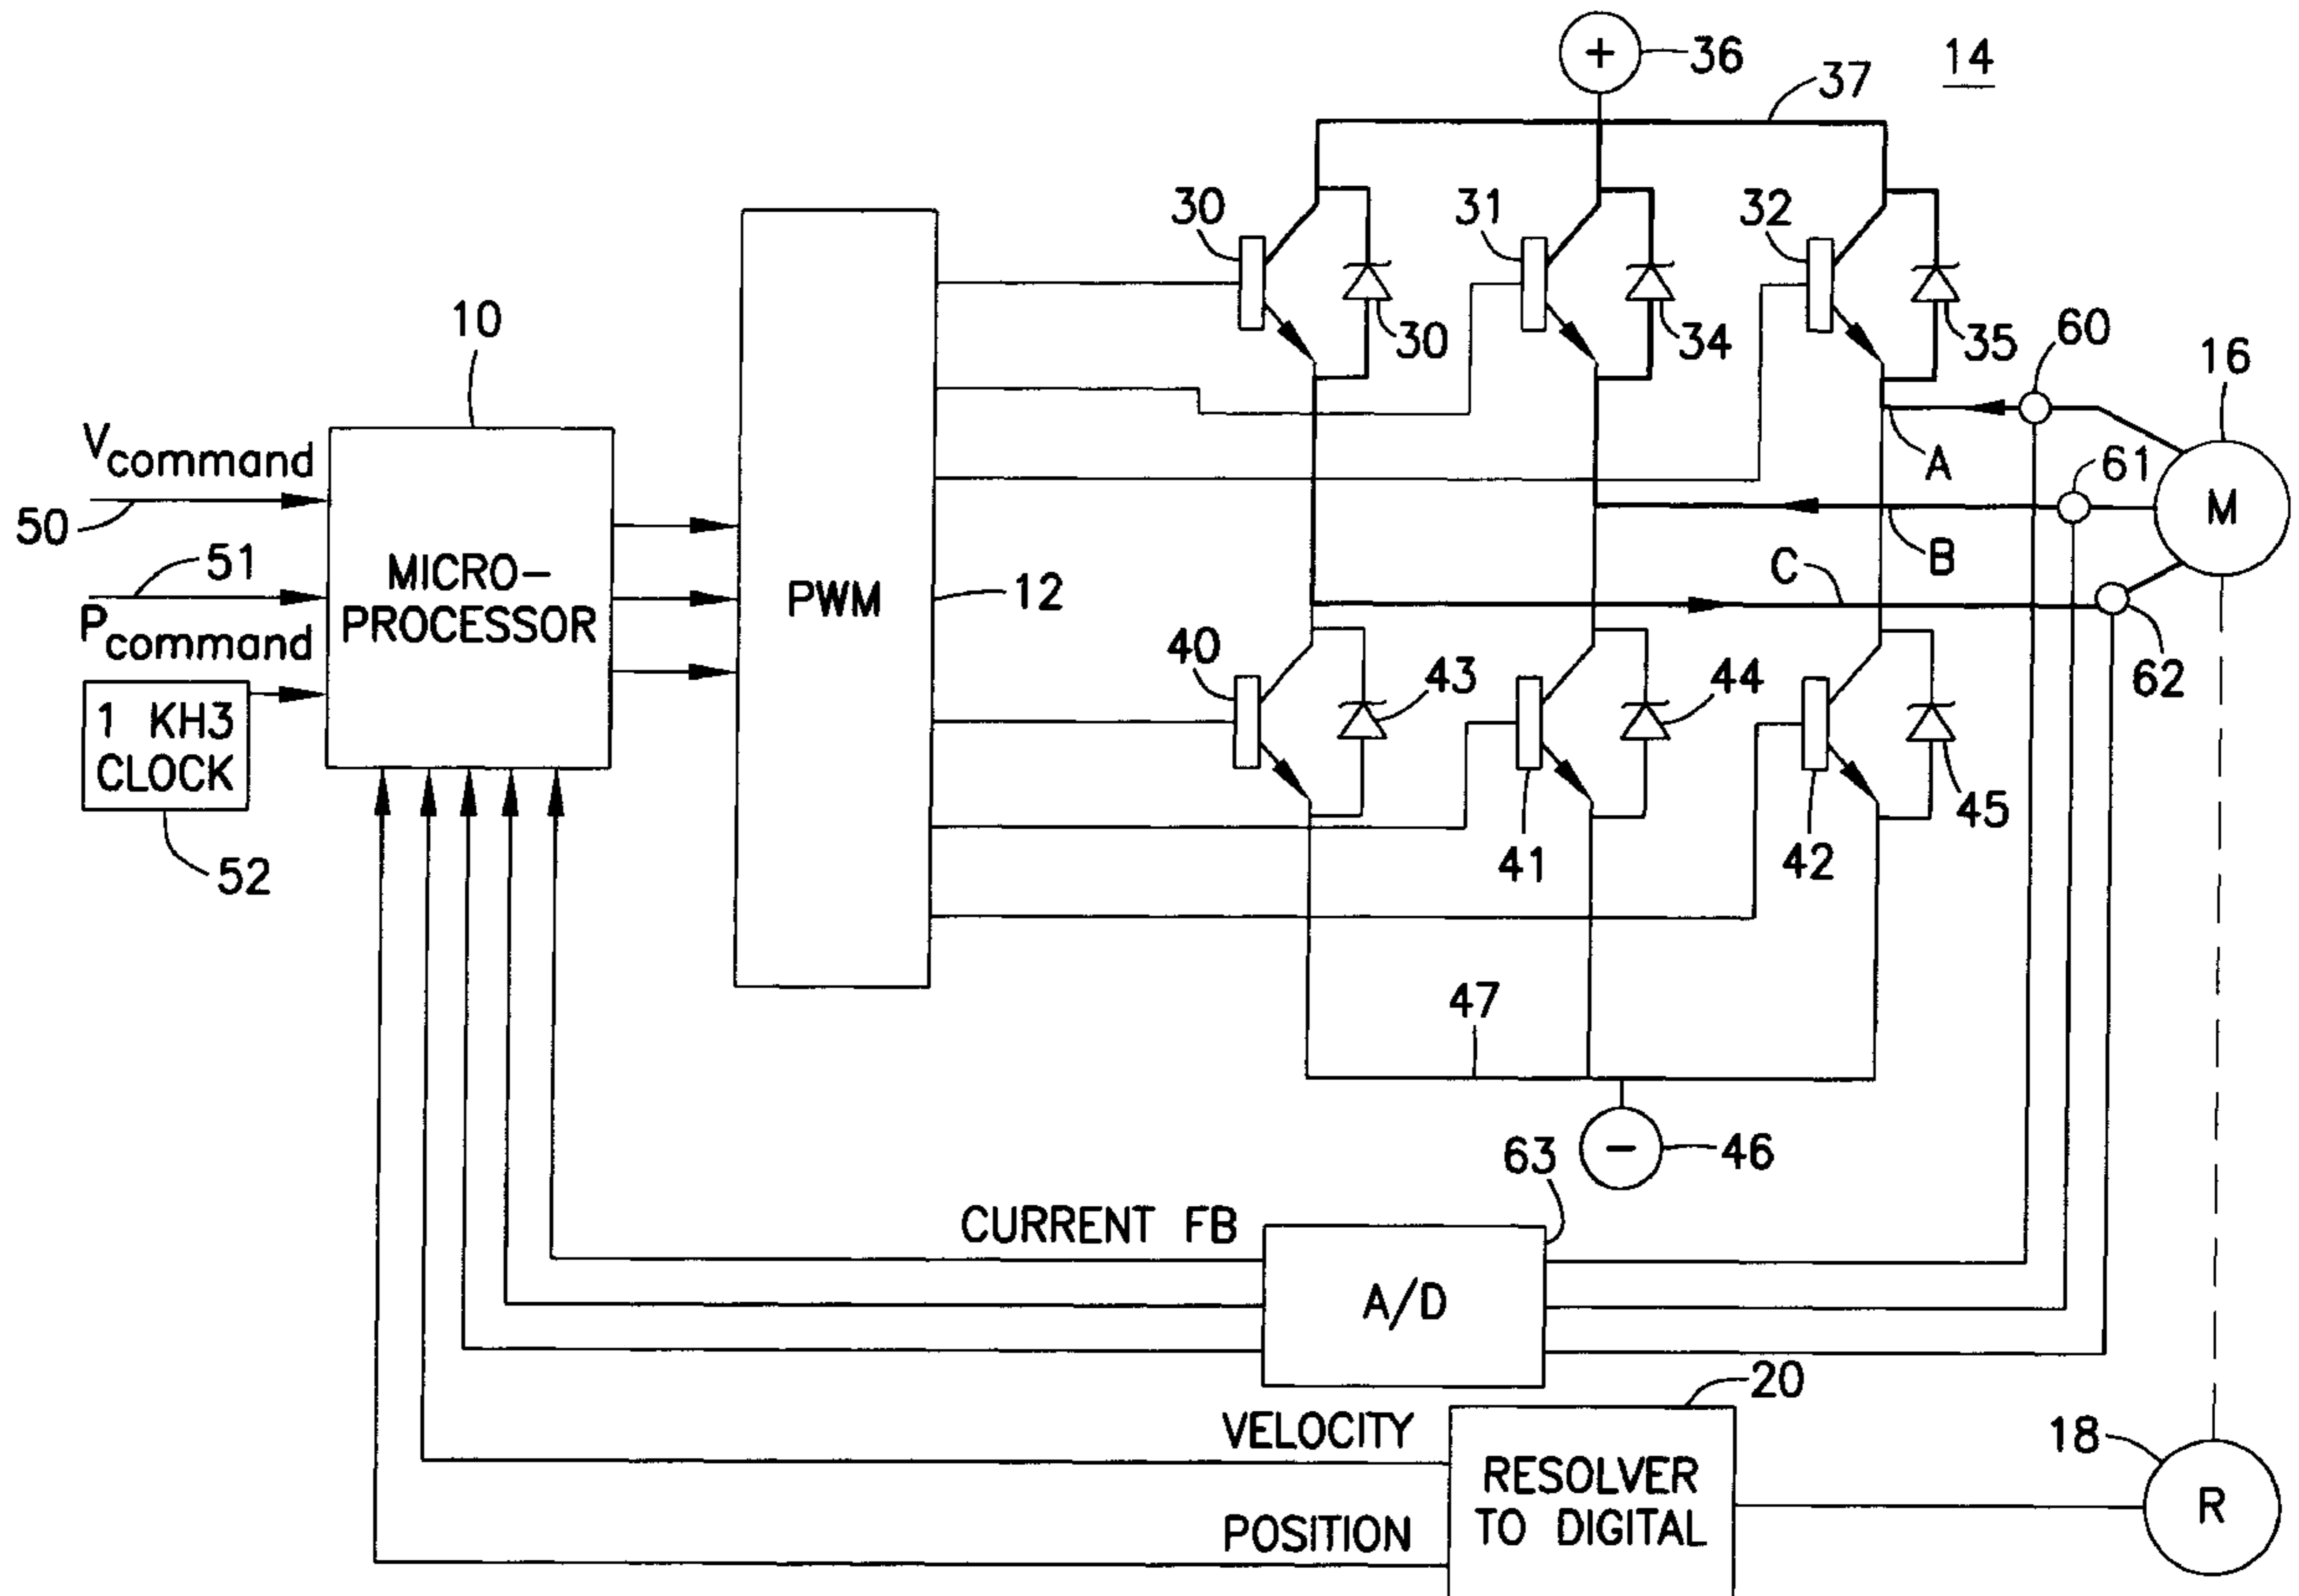 +
36
14
37
30
31
32
30
34
35
60
16
10
Vcommand
50
51
Pcommand
MICRO-
PROCESSOR
PWM
12
A
61
M
B
C
62
1 KH3
CLOCK
52
40
43
44
45
41
42
47
-
46
63
CURRENT FB
A/D
20
VELOCITY
RESOLVER
TO DIGITAL
POSITION
18
R